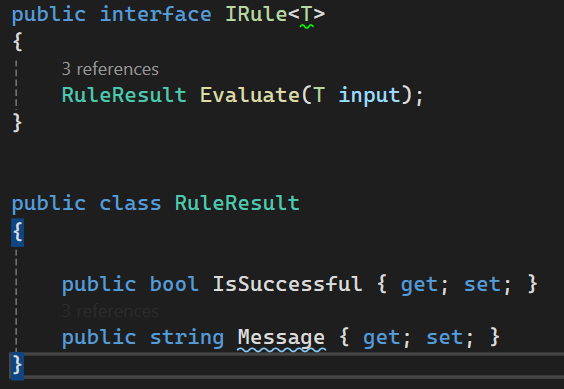 public interface IRule<T>
{
3 references
RuleResult Evaluate(T input);
}
public class RuleResult
{
public bool IsSuccessful { get; set; }
3 references
public string Message { get; set; }
}